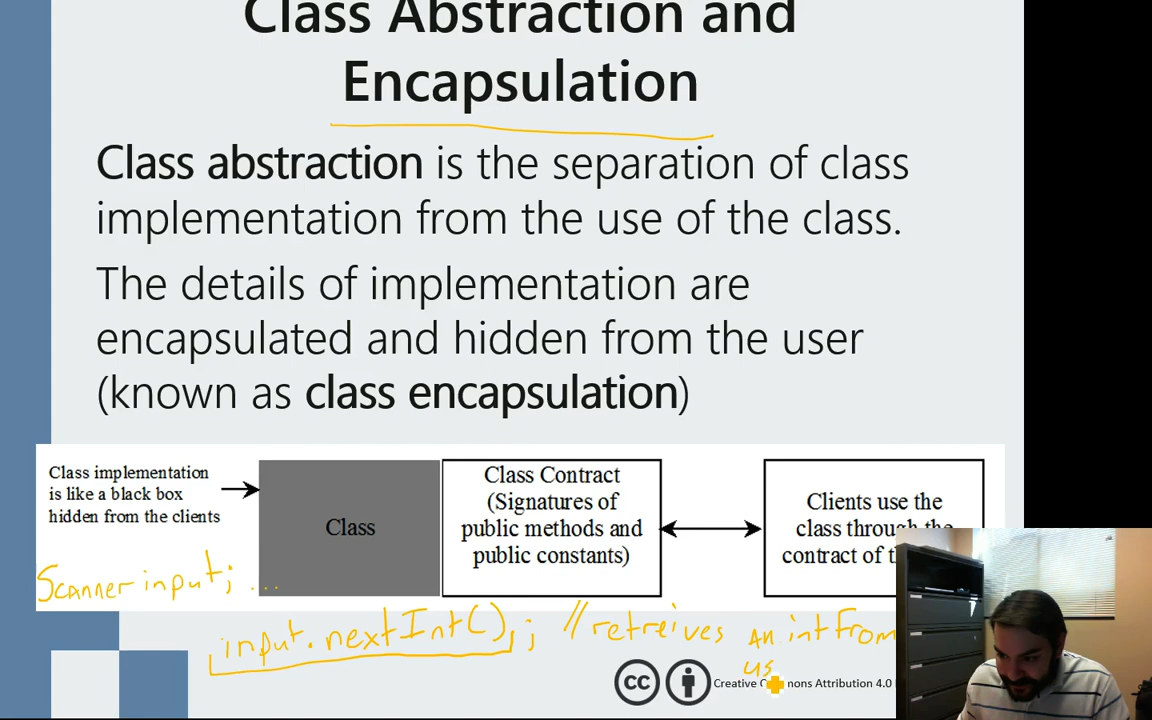 Class Abstraction and
Encapsulation
Class abstraction is the separation of class
implementation from the use of the class.
The details of implementation are
encapsulated and hidden from the user
(known as class encapsulation)
Class implementation
is like a black box
hidden from the clients
Class
Class Contract
(Signatures of
public methods and
public constants)
Clients use the
class through the
contract of
Scanner input; ...
input.nextInt(); ; // retreives an int from
us
Creative Commons Attribution 4.0